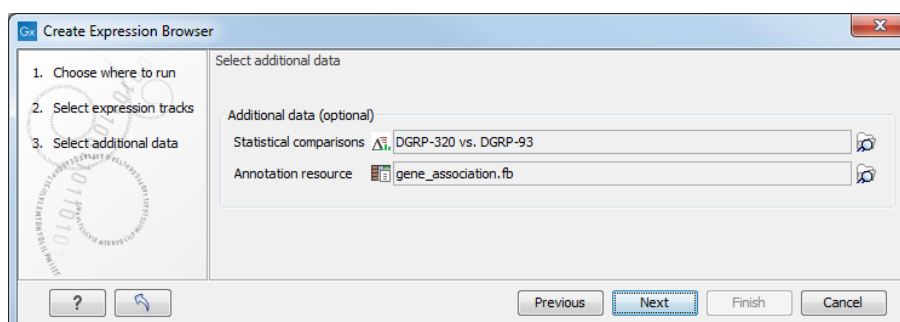 Gx Create Expression Browser
1. Choose where to run
2. Select expression tracks
3. Select additional data
Select additional data
Additional data (optional)
Statistical comparisons DGRP-320 vs. DGRP-93
Annotation resource gene_association.fb
? Previous Next Finish Cancel